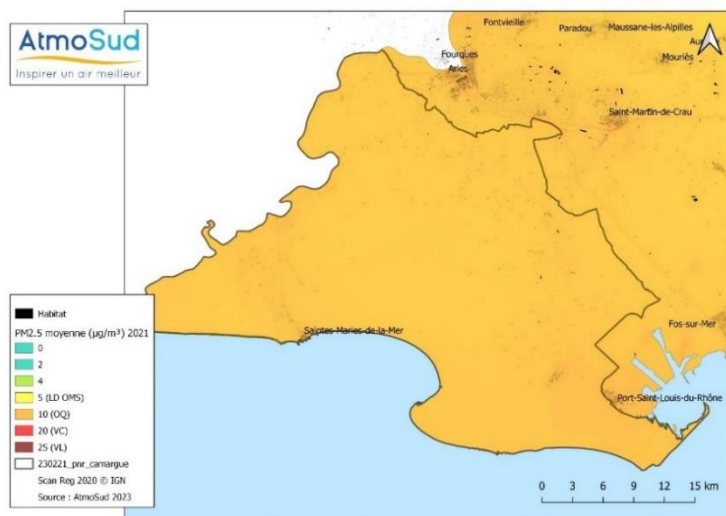 AtmoSud
Inspirer un air meilleur
Fontvieille
Paradou
Maussane-les-Alpilles
Fourques
Mouriès
Arles
Saint-Martin-de-Crau
Saintes-Maries-de-la-Mer
Fos-sur-Mer
Port-Saint-Louis-du-Rhône
Habitat
PM2.5 moyenne (µg/m³) 2021
0
2
4
5 (LD OMS)
10 (OQ)
20 (VC)
25 (VL)
230221_pnr_camargue
Scan Reg 2020 © IGN
Source : AtmoSud 2023
0 3 6 9 12 15 km